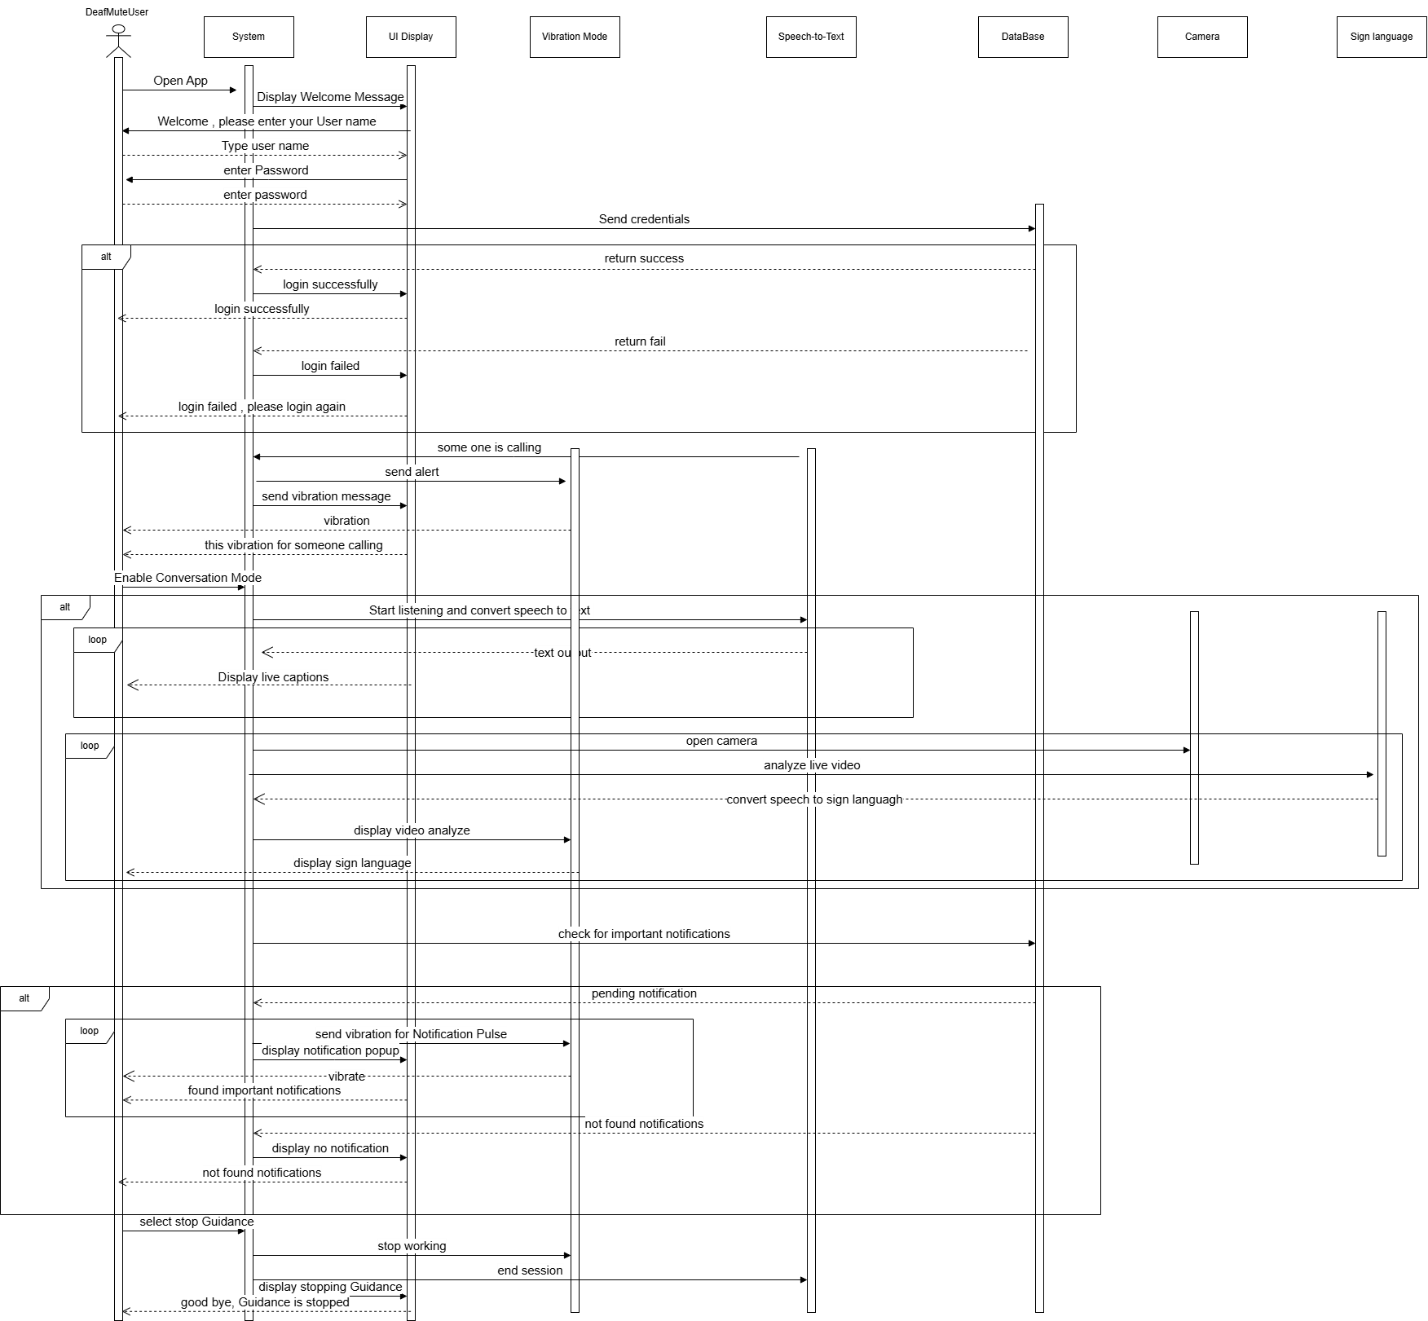 DeafMuteUser
System
UI Display
Vibration Mode
Speech-to-Text
DataBase
Camera
Sign language
Open App
Display Welcome Message
Welcome , please enter your User name
Type user name
enter Password
enter password
Send credentials
alt
return success
login successfully
login successfully
return fail
login failed
login failed , please login again
some one is calling
send alert
send vibration message
vibration
this vibration for someone calling
Enable Conversation Mode
alt
Start listening and convert speech to
loop
text
Display live captions
loop
open camera
analyze live video
convert speech to sign languagh
display video analyze
display sign language
check for important notifications
alt
pending notification
loop
send vibration for Notification Pulse
display notification popup
vibrate
found important notifications
not found notifications
display no notification
not found notifications
select stop Guidance
stop working
end session
display stopping Guidance
good bye, Guidance is stopped